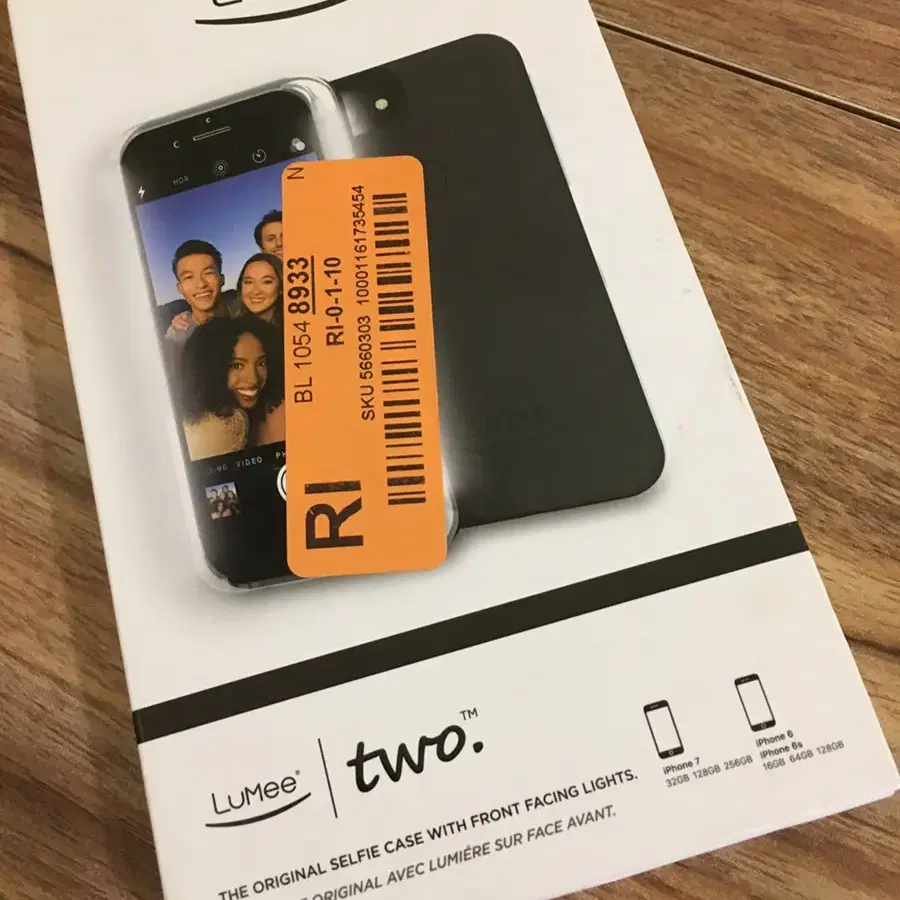 HDR
N
BL 1054 8933
RI-0-1-10
SKU 5660303 10001161735454
RI
VIDEO
LuMee®
two.™
iPhone 7
32GB 128GB 256GB
iPhone 6
iPhone 6s
16GB 64GB 128GB
THE ORIGINAL SELFIE CASE WITH FRONT FACING LIGHTS.
ORIGINAL AVEC LUMIÉRE SUR FACE AVANT.